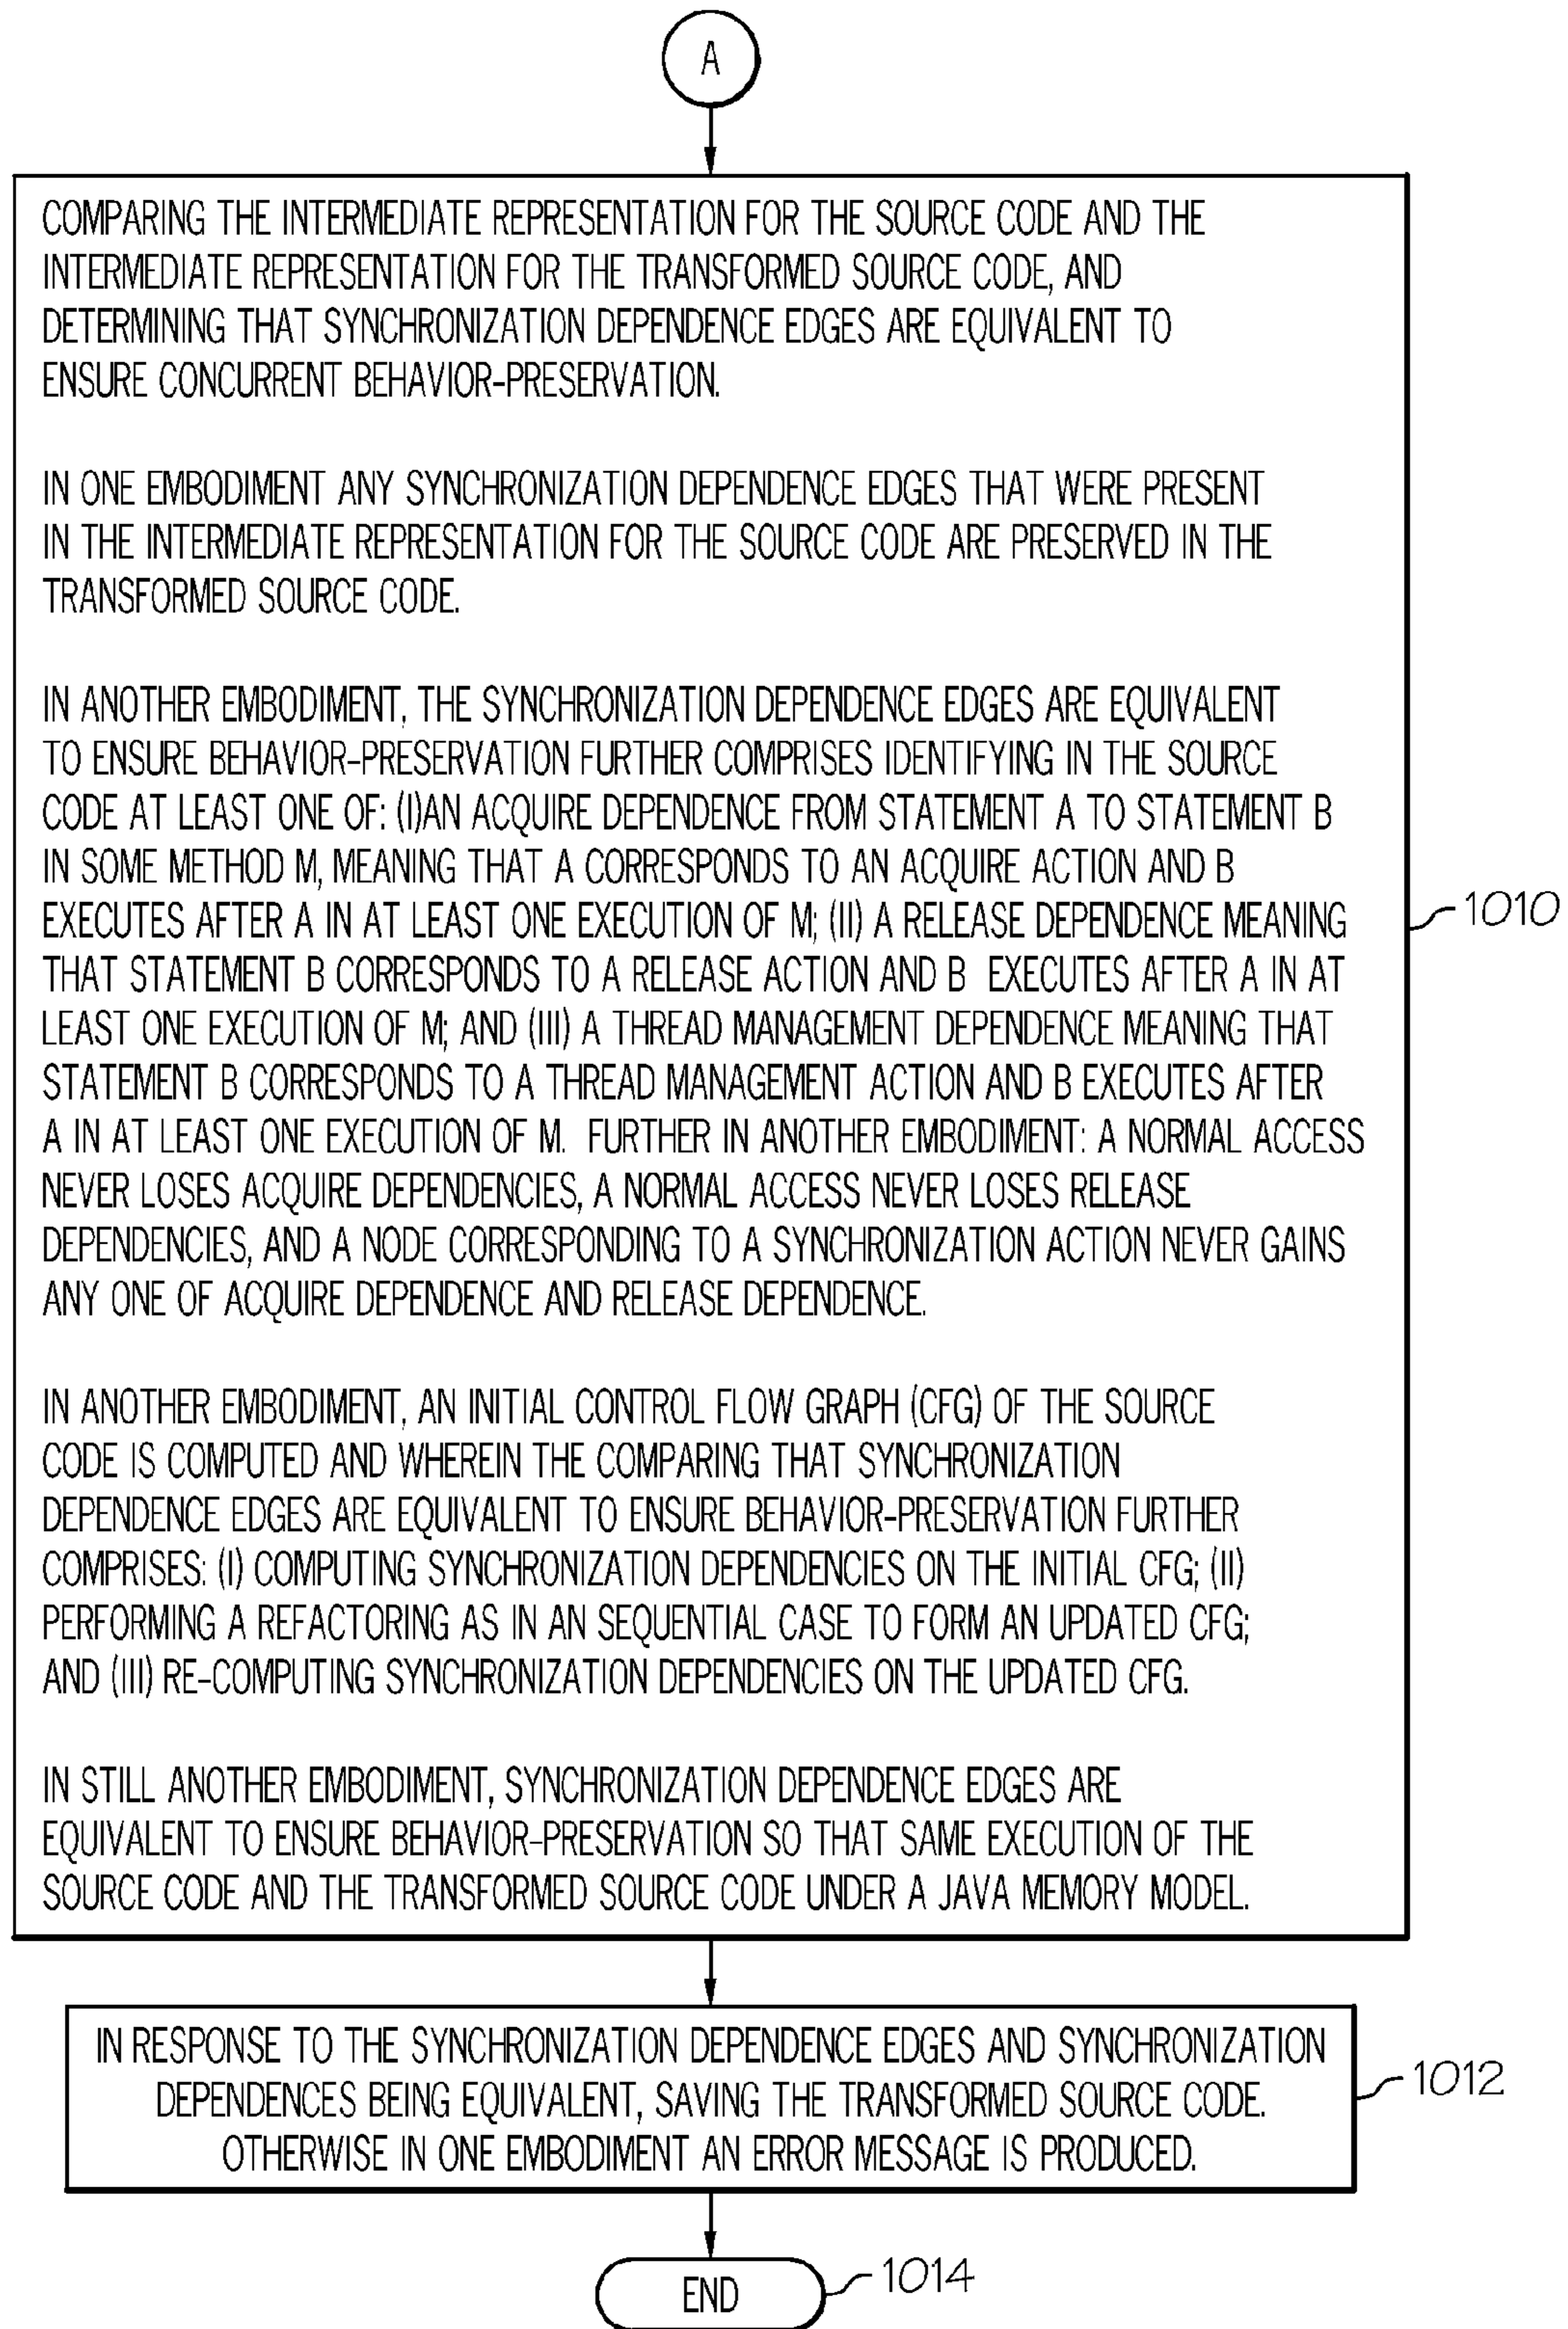 A
COMPARING THE INTERMEDIATE REPRESENTATION FOR THE SOURCE CODE AND THE
INTERMEDIATE REPRESENTATION FOR THE TRANSFORMED SOURCE CODE, AND
DETERMINING THAT SYNCHRONIZATION DEPENDENCE EDGES ARE EQUIVALENT TO
ENSURE CONCURRENT BEHAVIOR-PRESERVATION.
IN ONE EMBODIMENT ANY SYNCHRONIZATION DEPENDENCE EDGES THAT WERE PRESENT
IN THE INTERMEDIATE REPRESENTATION FOR THE SOURCE CODE ARE PRESERVED IN THE
TRANSFORMED SOURCE CODE.
IN ANOTHER EMBODIMENT, THE SYNCHRONIZATION DEPENDENCE EDGES ARE EQUIVALENT
TO ENSURE BEHAVIOR-PRESERVATION FURTHER COMPRISES IDENTIFYING IN THE SOURCE
CODE AT LEAST ONE OF: (I)AN ACQUIRE DEPENDENCE FROM STATEMENT A TO STATEMENT B
IN SOME METHOD M, MEANING THAT A CORRESPONDS TO AN ACQUIRE ACTION AND B
EXECUTES AFTER A IN AT LEAST ONE EXECUTION OF M; (II) A RELEASE DEPENDENCE MEANING
THAT STATEMENT B CORRESPONDS TO A RELEASE ACTION AND B EXECUTES AFTER A IN AT
LEAST ONE EXECUTION OF M; AND (III) A THREAD MANAGEMENT DEPENDENCE MEANING THAT
STATEMENT B CORRESPONDS TO A THREAD MANAGEMENT ACTION AND B EXECUTES AFTER
A IN AT LEAST ONE EXECUTION OF M. FURTHER IN ANOTHER EMBODIMENT: A NORMAL ACCESS
NEVER LOSES ACQUIRE DEPENDENCIES, A NORMAL ACCESS NEVER LOSES RELEASE
DEPENDENCIES, AND A NODE CORRESPONDING TO A SYNCHRONIZATION ACTION NEVER GAINS
ANY ONE OF ACQUIRE DEPENDENCE AND RELEASE DEPENDENCE.
IN ANOTHER EMBODIMENT, AN INITIAL CONTROL FLOW GRAPH (CFG) OF THE SOURCE
CODE IS COMPUTED AND WHEREIN THE COMPARING THAT SYNCHRONIZATION
DEPENDENCE EDGES ARE EQUIVALENT TO ENSURE BEHAVIOR-PRESERVATION FURTHER
COMPRISES: (I) COMPUTING SYNCHRONIZATION DEPENDENCIES ON THE INITIAL CFG; (II)
PERFORMING A REFACTORING AS IN AN SEQUENTIAL CASE TO FORM AN UPDATED CFG;
AND (III) RE-COMPUTING SYNCHRONIZATION DEPENDENCIES ON THE UPDATED CFG.
IN STILL ANOTHER EMBODIMENT, SYNCHRONIZATION DEPENDENCE EDGES ARE
EQUIVALENT TO ENSURE BEHAVIOR-PRESERVATION SO THAT SAME EXECUTION OF THE
SOURCE CODE AND THE TRANSFORMED SOURCE CODE UNDER A JAVA MEMORY MODEL.
1010
IN RESPONSE TO THE SYNCHRONIZATION DEPENDENCE EDGES AND SYNCHRONIZATION
DEPENDENCES BEING EQUIVALENT, SAVING THE TRANSFORMED SOURCE CODE.
OTHERWISE IN ONE EMBODIMENT AN ERROR MESSAGE IS PRODUCED.
1012
END
1014